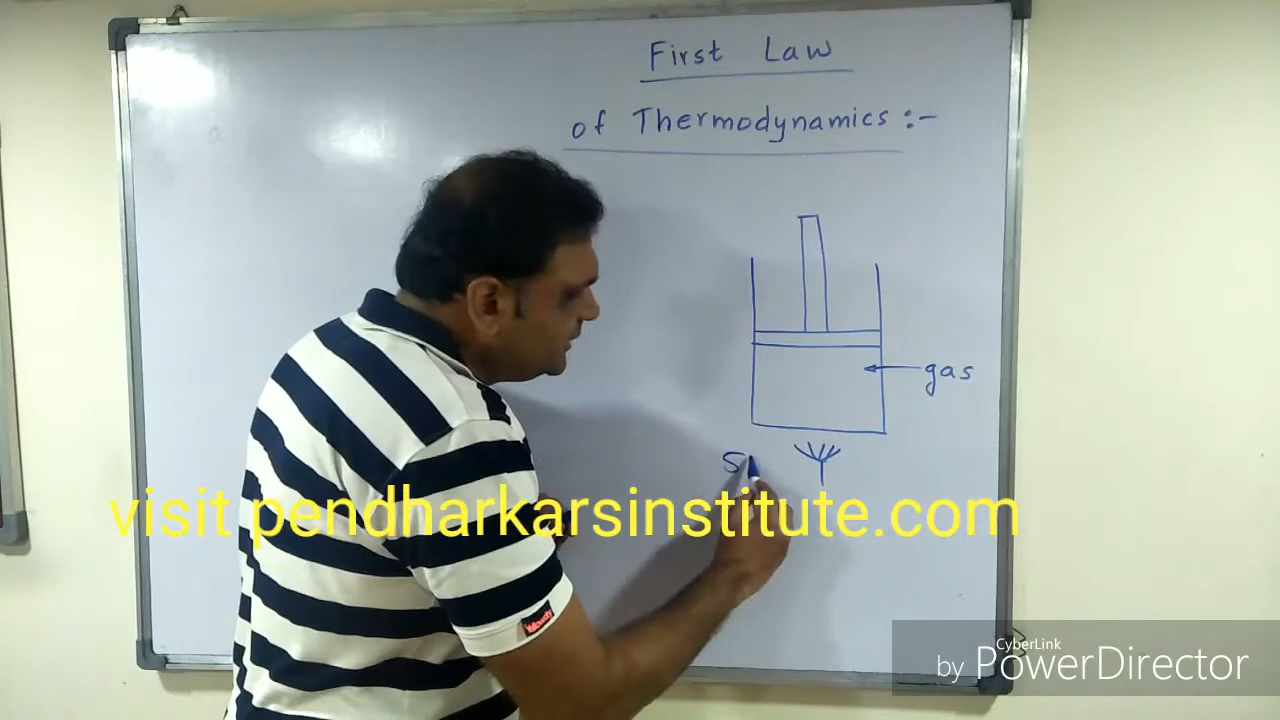 First Law
of Thermodynamics :-
gas
S
visit pendharkarsinstitute.com
CyberLink
by PowerDirector